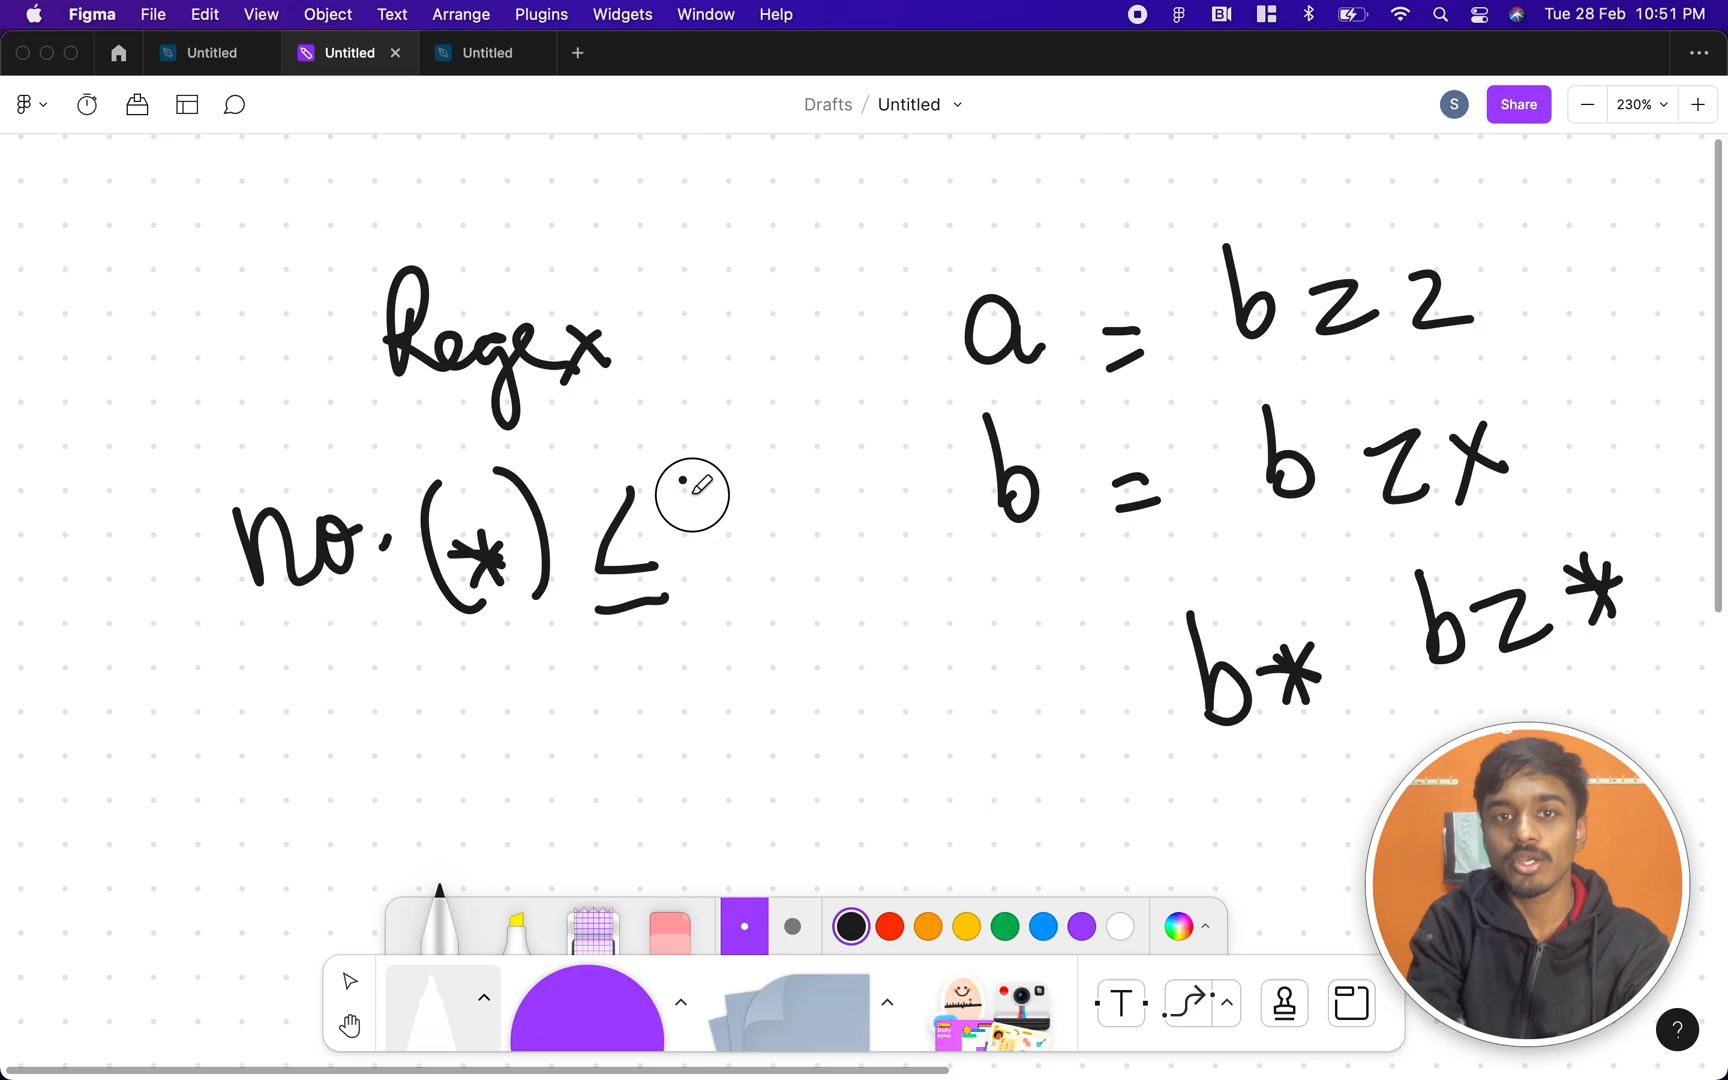 Figma File Edit View Object Text Arrange Plugins Widgets Window Help Tue 28 Feb 10:51 PM
Untitled Untitled Untitled
Drafts / Untitled S Share 230%
Regex
no. (*) ≤
a = bzz
b = bzx
b* bz*
T
?